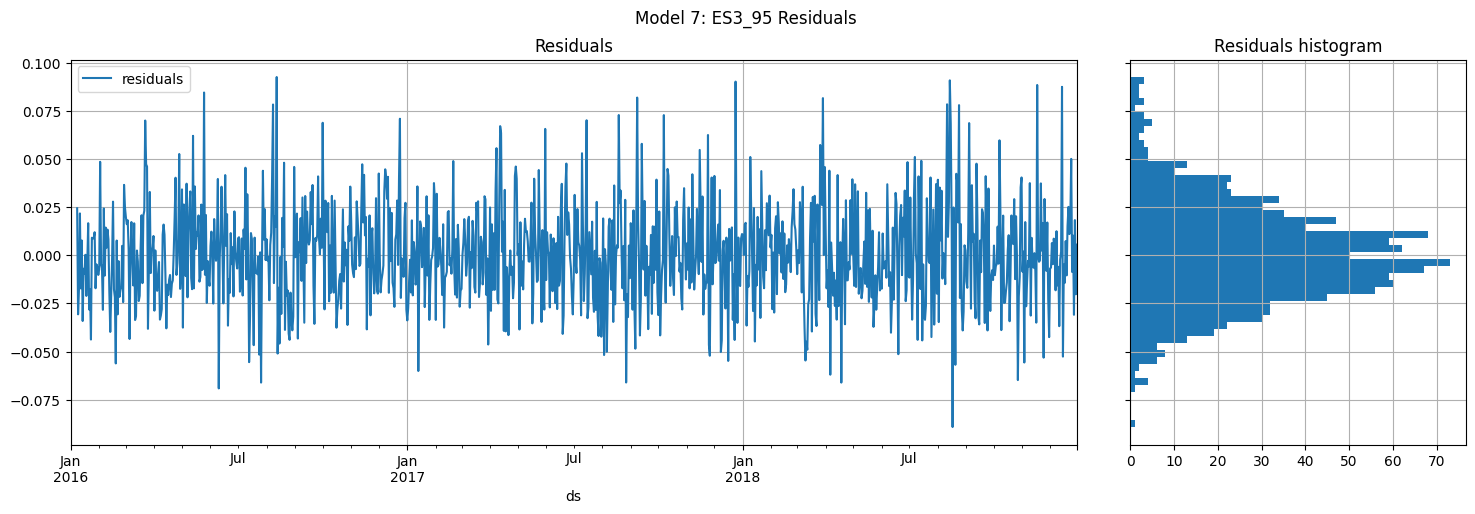 Model 7: ES3_95 Residuals
Residuals
residuals
0.100
0.075
0.050
0.025
0.000
−0.025
−0.050
−0.075
Jan
2016
Jul
Jan
2017
Jul
Jan
2018
Jul
ds
Residuals histogram
0 10 20 30 40 50 60 70